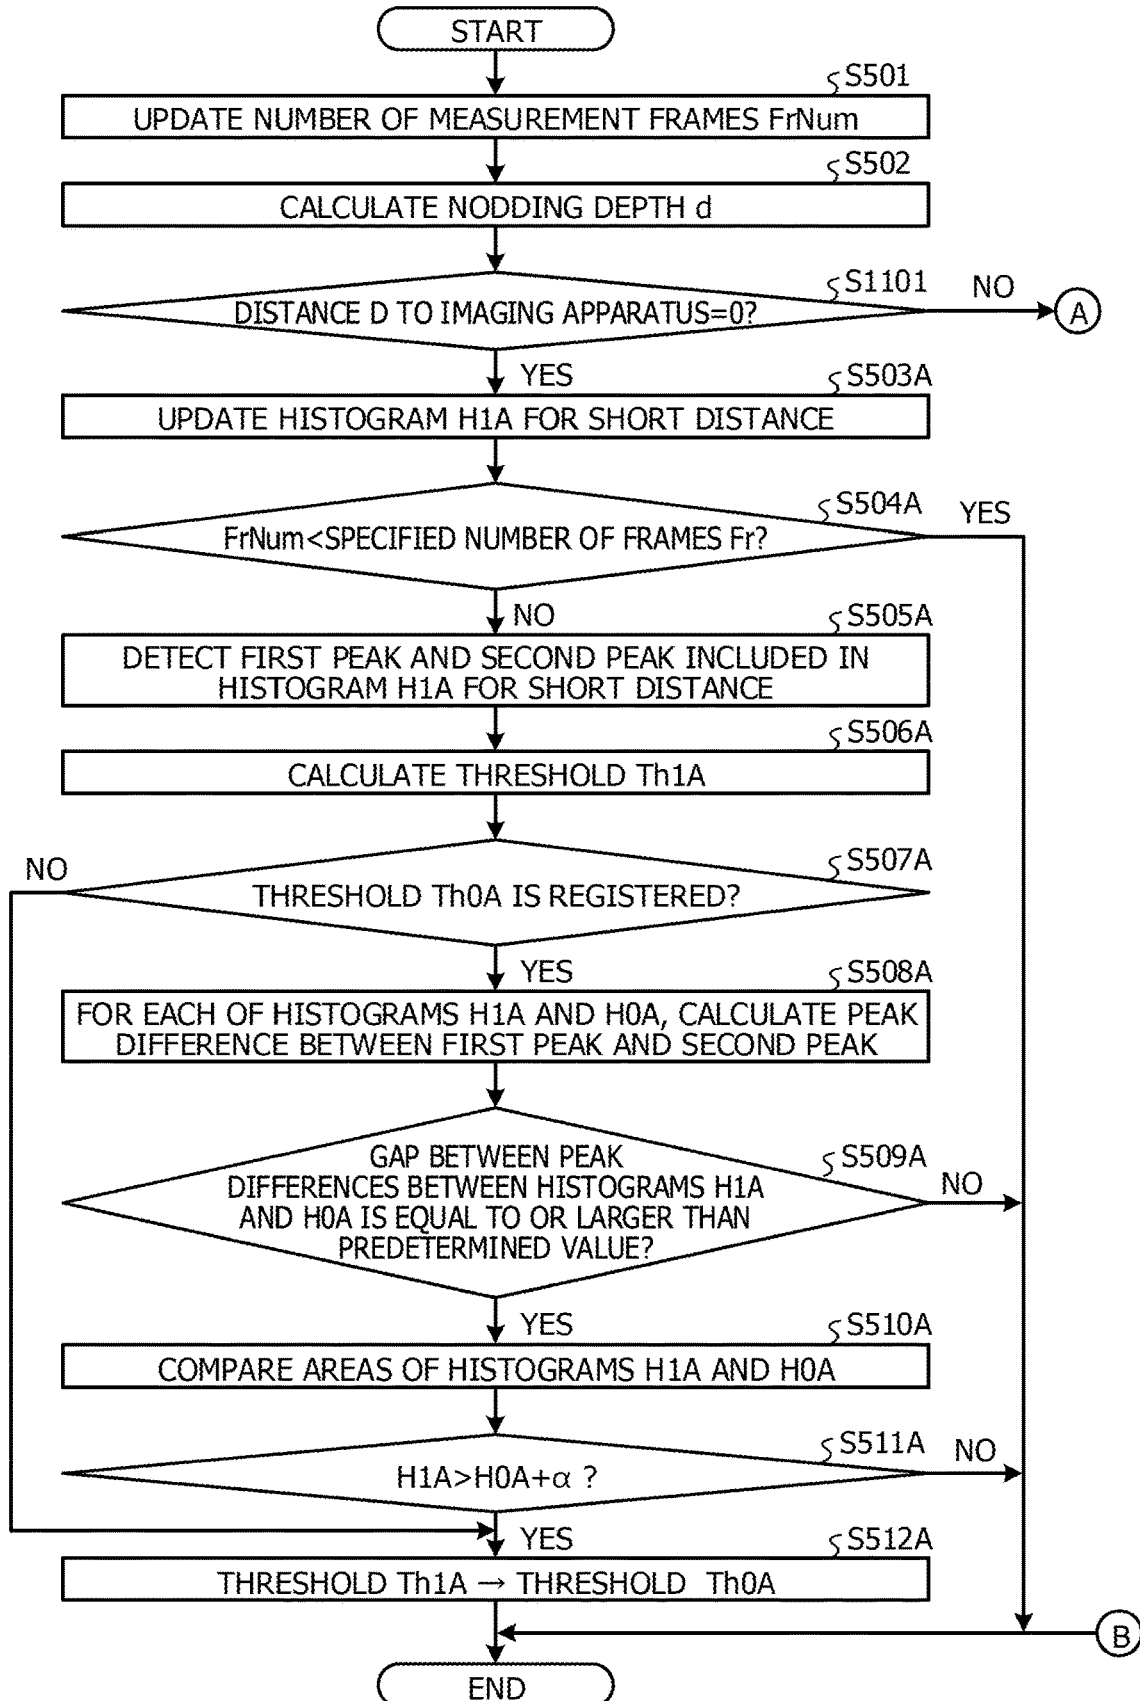 START
S501
UPDATE NUMBER OF MEASUREMENT FRAMES FrNum
S502
CALCULATE NODDING DEPTH d
S1101
DISTANCE D TO IMAGING APPARATUS=0?
NO
A
YES
S503A
UPDATE HISTOGRAM H1A FOR SHORT DISTANCE
S504A
FrNum<SPECIFIED NUMBER OF FRAMES Fr?
YES
NO
S505A
DETECT FIRST PEAK AND SECOND PEAK INCLUDED IN
HISTOGRAM H1A FOR SHORT DISTANCE
S506A
CALCULATE THRESHOLD Th1A
S507A
NO
THRESHOLD Th0A IS REGISTERED?
YES
S508A
FOR EACH OF HISTOGRAMS H1A AND H0A, CALCULATE PEAK
DIFFERENCE BETWEEN FIRST PEAK AND SECOND PEAK
S509A
GAP BETWEEN PEAK
DIFFERENCES BETWEEN HISTOGRAMS H1A
AND H0A IS EQUAL TO OR LARGER THAN
PREDETERMINED VALUE?
NO
YES
S510A
COMPARE AREAS OF HISTOGRAMS H1A AND H0A
S511A
H1A>H0A+α ?
NO
YES
S512A
THRESHOLD Th1A → THRESHOLD Th0A
B
END